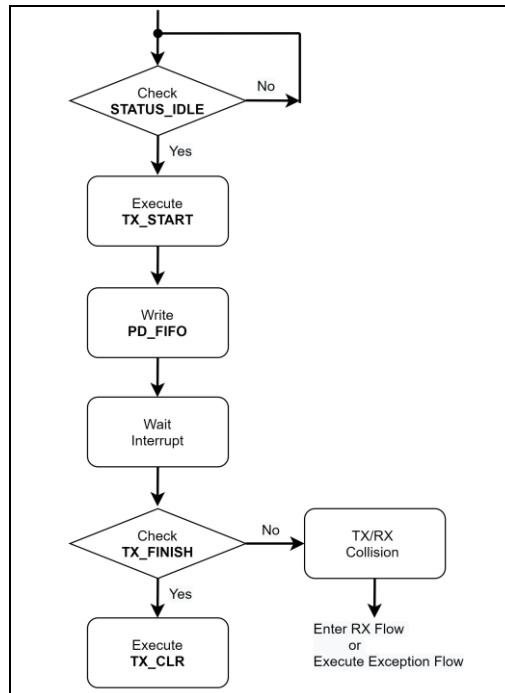 Check
STATUS_IDLE
No
Yes
Execute
TX_START
Write
PD_FIFO
Wait
Interrupt
Check
TX_FINISH
No
TX/RX
Collision
Yes
Execute
TX_CLR
Enter RX Flow
or
Execute Exception Flow